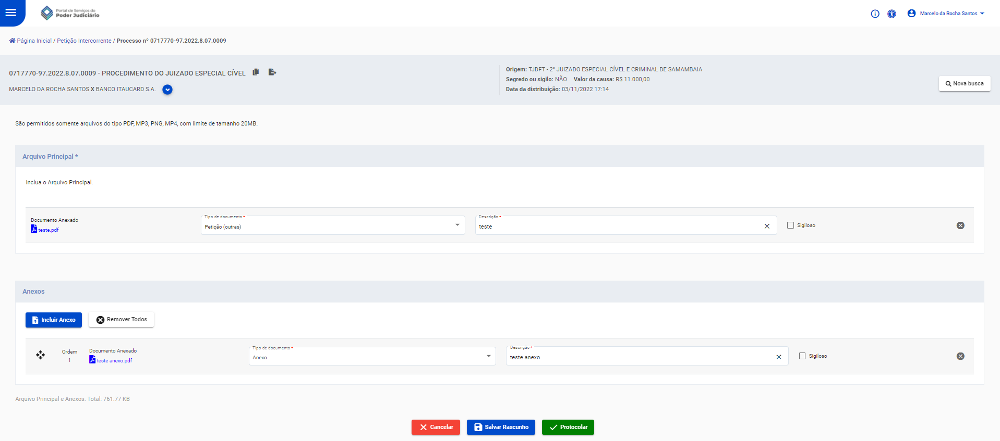 Portal de Serviços do
Poder Judiciário
Marcelo da Rocha Santos
Página Inicial / Petição Intercorrente / Processo nº 0717770-97.2022.8.07.0009
0717770-97.2022.8.07.0009 - PROCEDIMENTO DO JUIZADO ESPECIAL CÍVEL
MARCELO DA ROCHA SANTOS X BANCO ITAUCARD S.A.
Origem: TJDFT - 2° JUIZADO ESPECIAL CÍVEL E CRIMINAL DE SAMAMBAIA
Segredo ou sigilo: NÃO Valor da causa: R$ 11.000,00
Data da distribuição: 03/11/2022 17:14
Nova busca
São permitidos somente arquivos do tipo PDF, MP3, PNG, MP4, com limite de tamanho 20MB.
Arquivo Principal *
Inclua o Arquivo Principal.
Documento Anexado
teste.pdf
Tipo de documento *
Petição (outras)
Descrição *
teste
Sigiloso
Anexos
Incluir Anexo
Remover Todos
Ordem
1
Documento Anexado
teste anexo.pdf
Tipo de documento *
Anexo
Descrição *
teste anexo
Sigiloso
Arquivo Principal e Anexos. Total: 761.77 KB
Cancelar
Salvar Rascunho
Protocolar